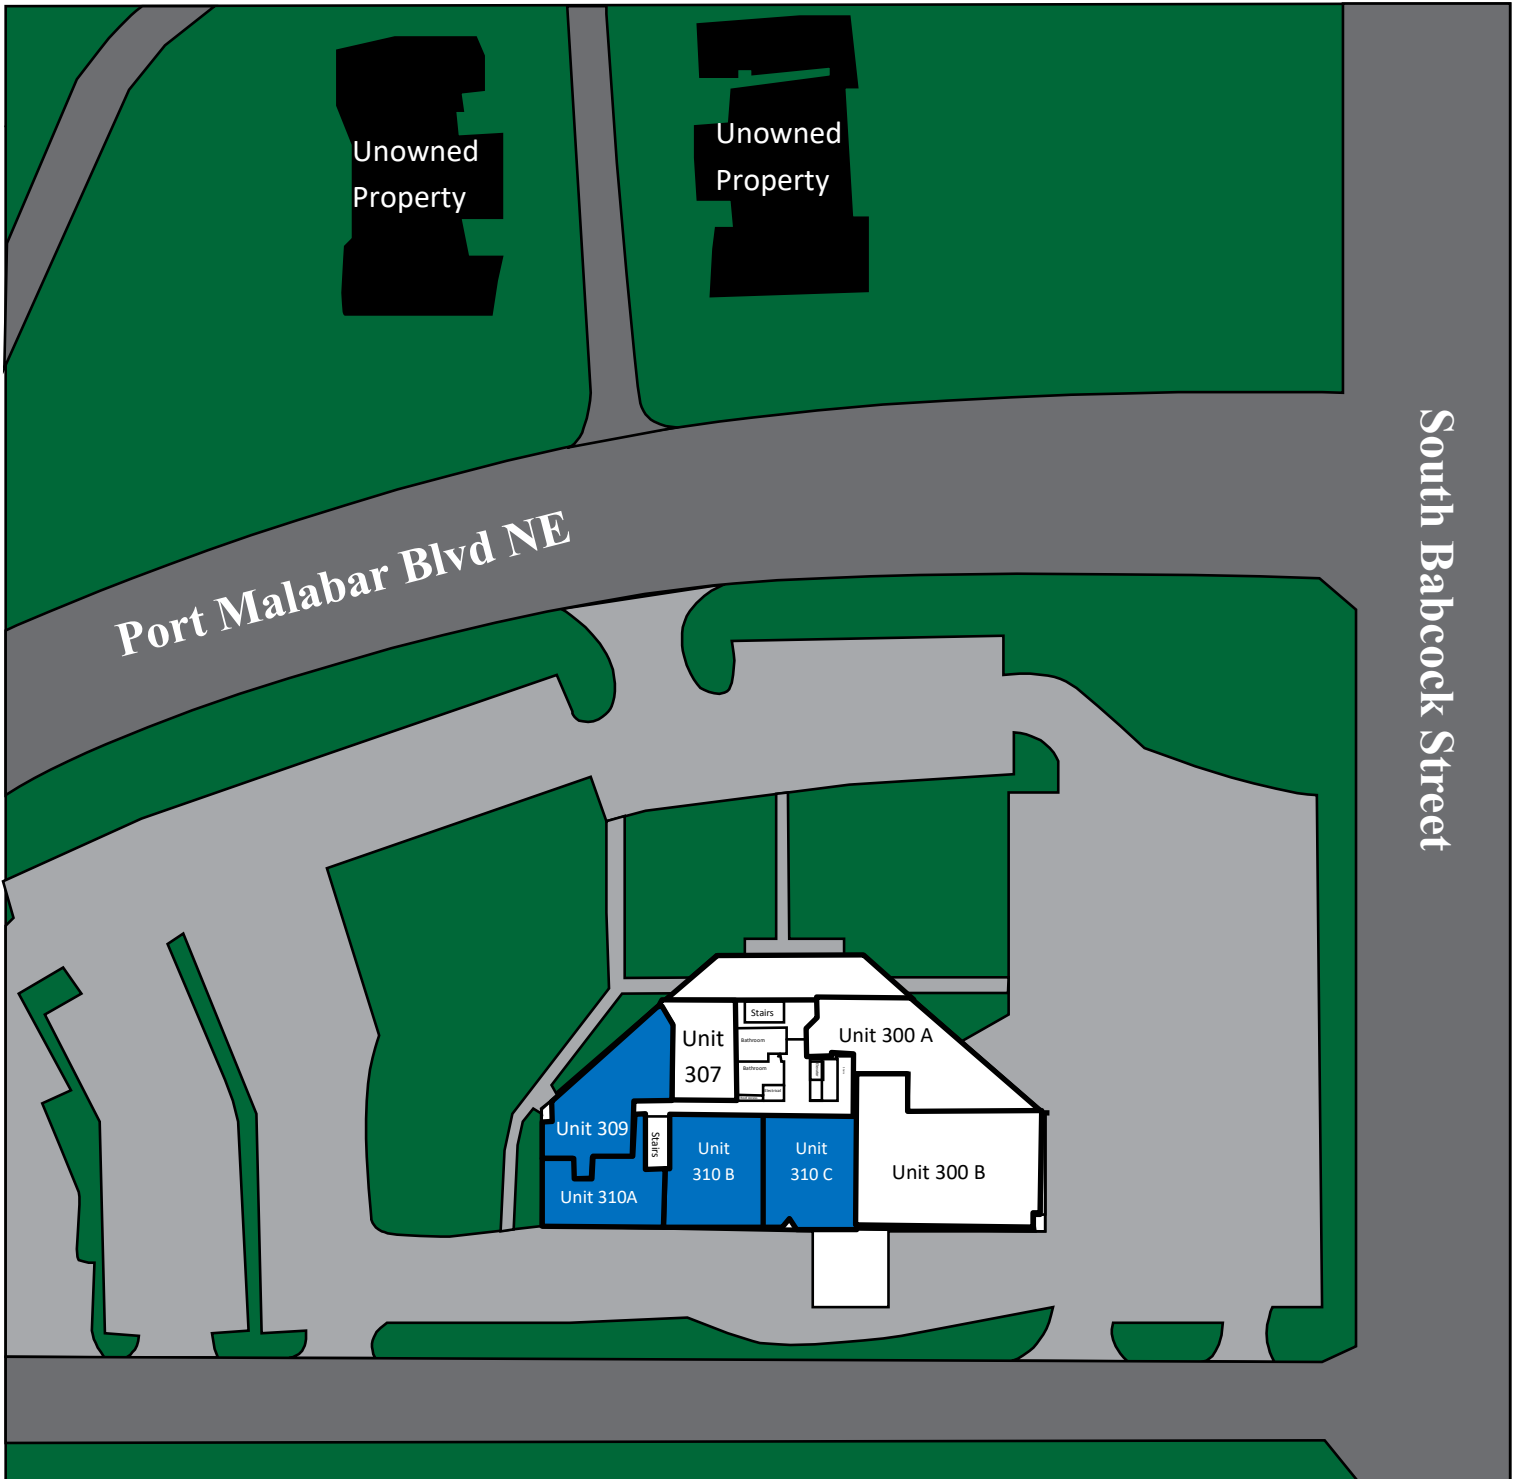 Unowned
Property
Unowned
Property
South Babcock Street
Port Malabar Blvd NE
Stairs
Unit 300 A
Unit
307
Bathroom
Bathroom
Unit 309
Stairs
Unit
310 B
Unit
310 C
Unit 300 B
Unit 310A